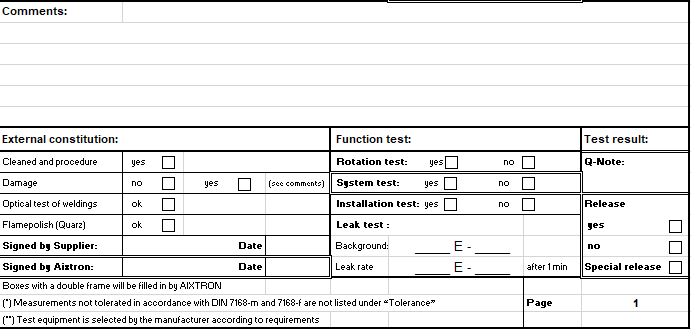 Comments:
External constitution: Function test: Test result:
Cleaned and procedure yes Rotation test: yes no Q-Note:
Damage no yes (see comments) System test: yes no
Optical test of weldings ok Installation test: yes no Release
Flamepolish (Quarz) ok Leak test : yes
Signed by Supplier: Date Background: _____ E - _____ no
Signed by Aixtron: Date Leak rate _____ E - _____ after 1 min Special release
Boxes with a double frame will be filled in by AIXTRON
(*) Measurements not tolerated in accordance with DIN 7168-m and 7168-f are not listed under "Tolerance" Page 1
(**) Test equipment is selected by the manufacturer according to requirements